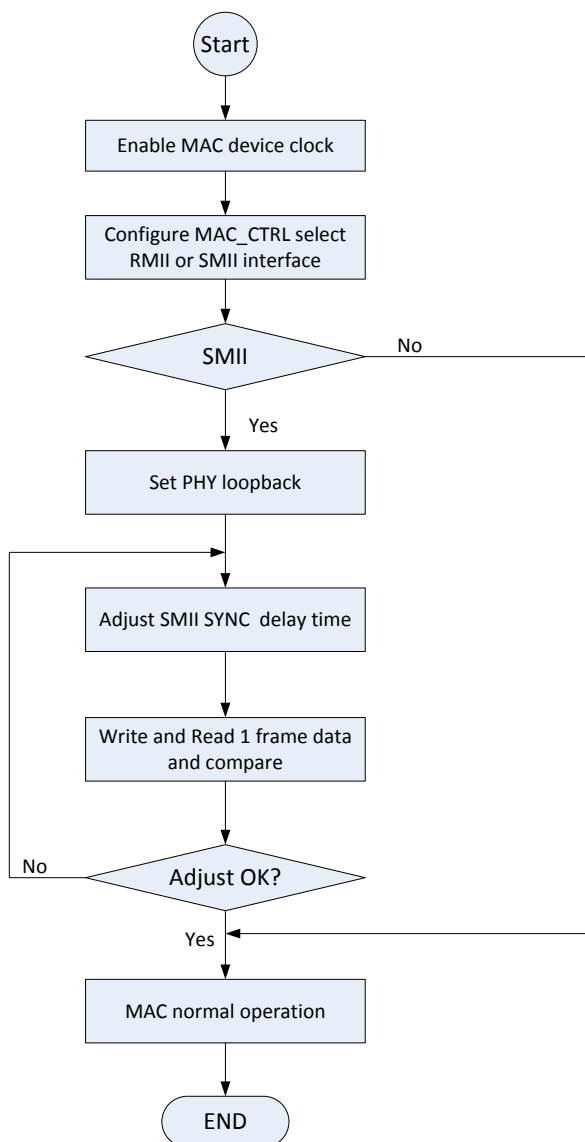 Start
Enable MAC device clock
Configure MAC_CTRL select
RMII or SMII interface
SMII
No
Yes
Set PHY loopback
Adjust SMII SYNC  delay time
Write and Read 1 frame data
and compare
No
Adjust OK?
Yes
MAC normal operation
END